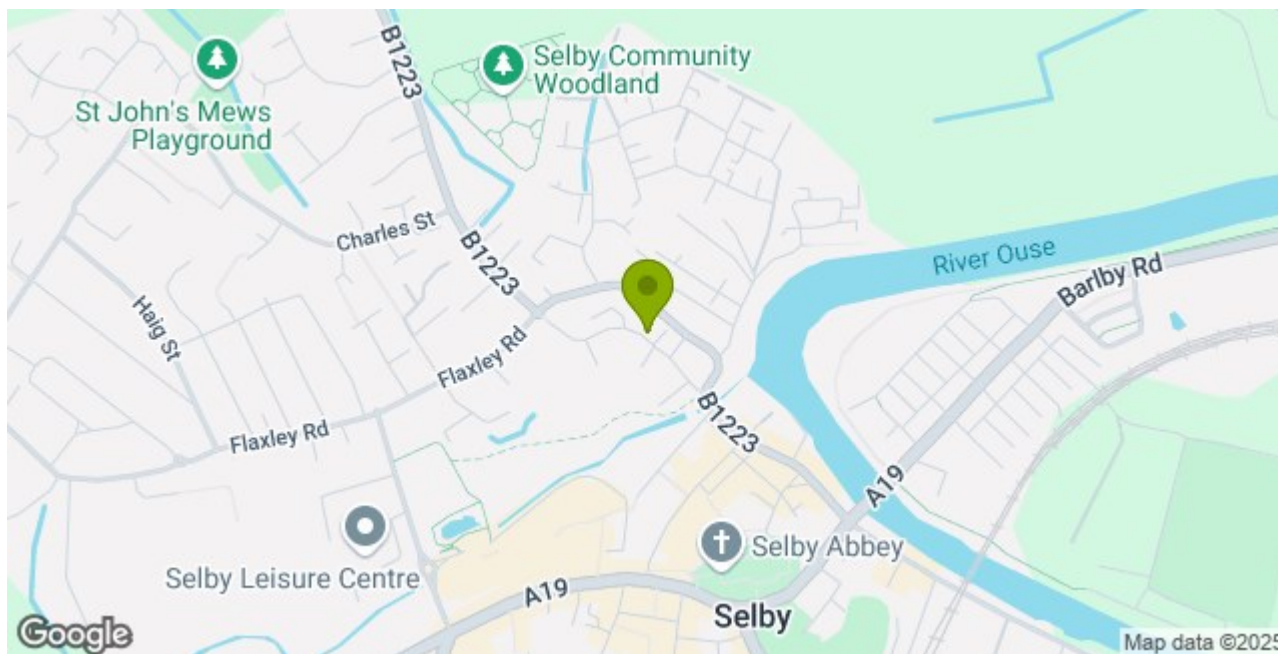 B1223
Selby Community
Woodland
St John's Mews
Playground
Charles St
B1223
River Ouse
Barlby Rd
Haig St
Flaxley Rd
Flaxley Rd
B1223
A19
Selby Abbey
Selby Leisure Centre
A19
Selby
Google
Map data ©2025